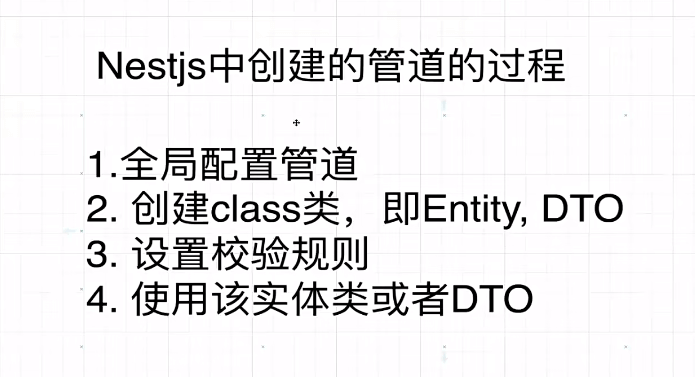 Nestjs中创建的管道的过程
1.全局配置管道
2. 创建class类，即Entity, DTO
3. 设置校验规则
4. 使用该实体类或者DTO